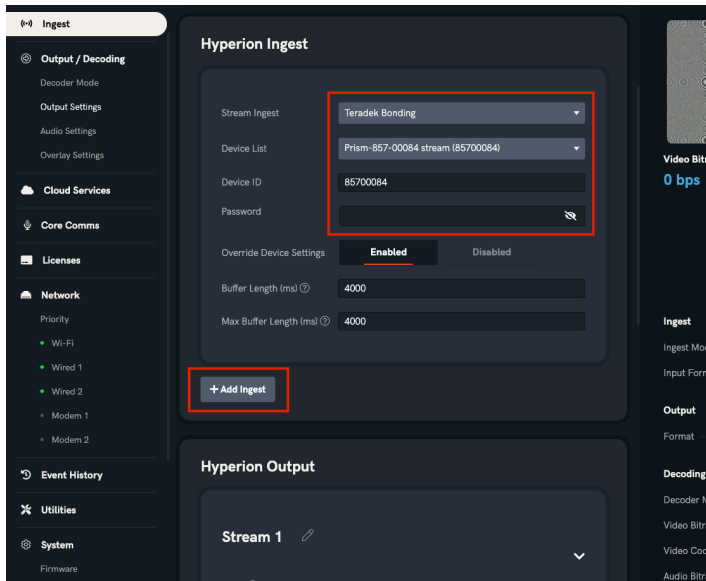 Ingest
Output / Decoding
Decoder Mode
Output Settings
Audio Settings
Overlay Settings
Cloud Services
Core Comms
Licenses
Network
Priority
Wi-Fi
Wired 1
Wired 2
Modem 1
Modem 2
Event History
Utilities
System
Firmware
Hyperion Ingest
Stream Ingest Teradek Bonding
Device List Prism-857-00084 stream (85700084)
Device ID 85700084
Password
Override Device Settings Enabled Disabled
Buffer Length (ms) 4000
Max Buffer Length (ms) 4000
+ Add Ingest
Hyperion Output
Stream 1
Video Bit
0 bps
Ingest
Ingest Mo
Input Form
Output
Format
Decoding
Decoder M
Video Bitr
Video Cod
Audio Bitr